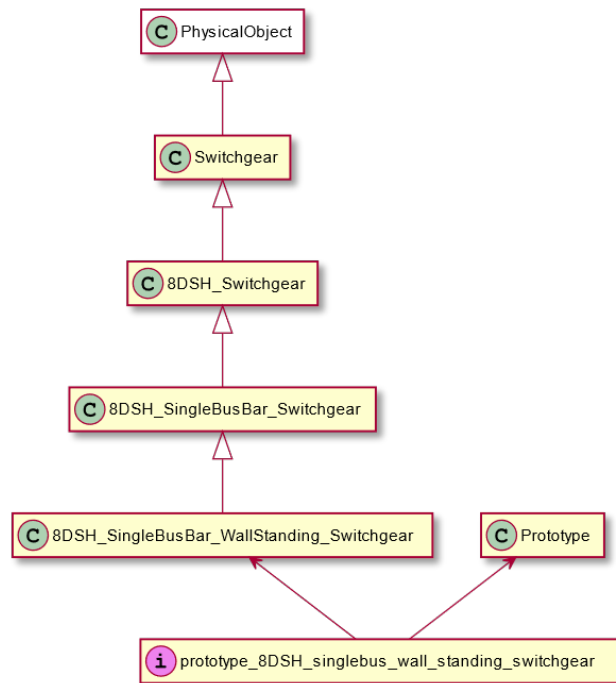 C PhysicalObject
C Switchgear
C 8DSH_Switchgear
C 8DSH_SingleBusBar_Switchgear
C 8DSH_SingleBusBar_WallStanding_Switchgear
C Prototype
i prototype_8DSH_singlebus_wall_standing_switchgear